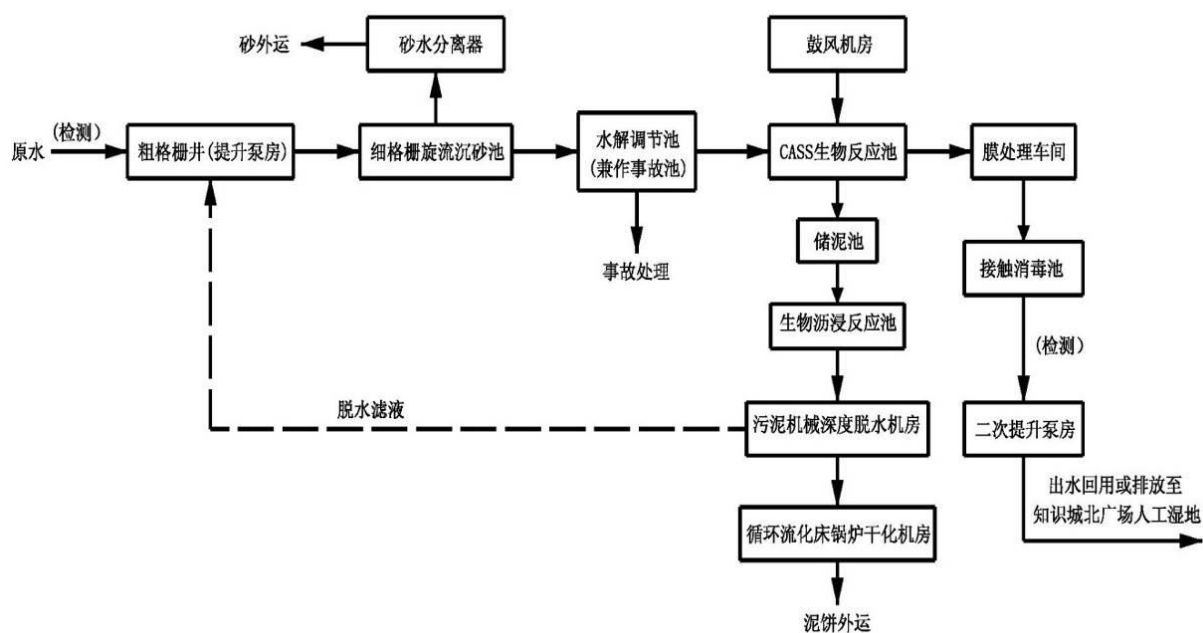 砂外运
砂水分离器
鼓风机房
原水
(检测)
粗格栅井(提升泵房)
细格栅旋流沉砂池
水解调节池
(兼作事故池)
CASS生物反应池
膜处理车间
事故处理
储泥池
接触消毒池
生物沥浸反应池
(检测)
脱水滤液
污泥机械深度脱水机房
二次提升泵房
出水回用或排放至
知识城北广场人工湿地
循环流化床锅炉干化机房
泥饼外运